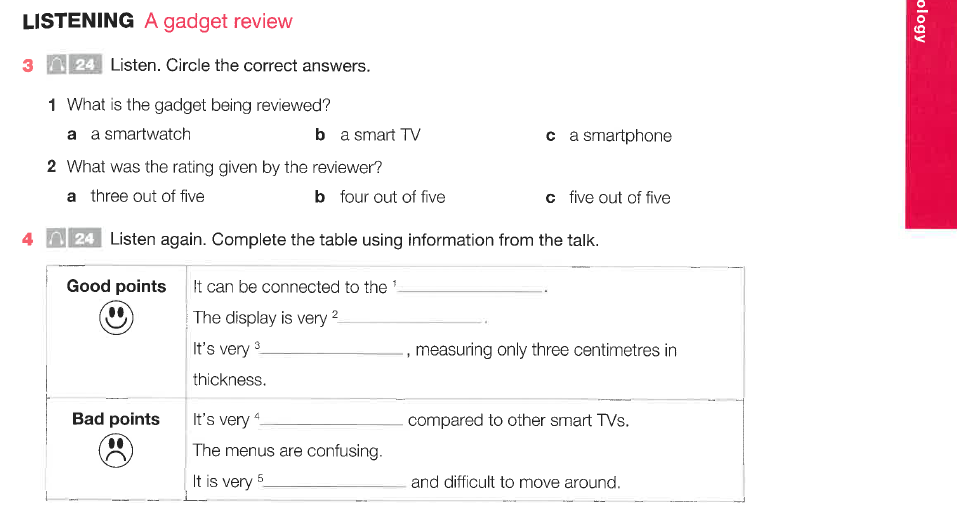 ology
LISTENING A gadget review
3 24 Listen. Circle the correct answers.
1 What is the gadget being reviewed?
a a smartwatch b a smart TV c a smartphone
2 What was the rating given by the reviewer?
a three out of five b four out of five c five out of five
4 24 Listen again. Complete the table using information from the talk.
Good points It can be connected to the 1____________.
The display is very 2____________.
It's very 3____________, measuring only three centimetres in
thickness.
Bad points It's very 4____________ compared to other smart TVs.
The menus are confusing.
It is very 5____________ and difficult to move around.